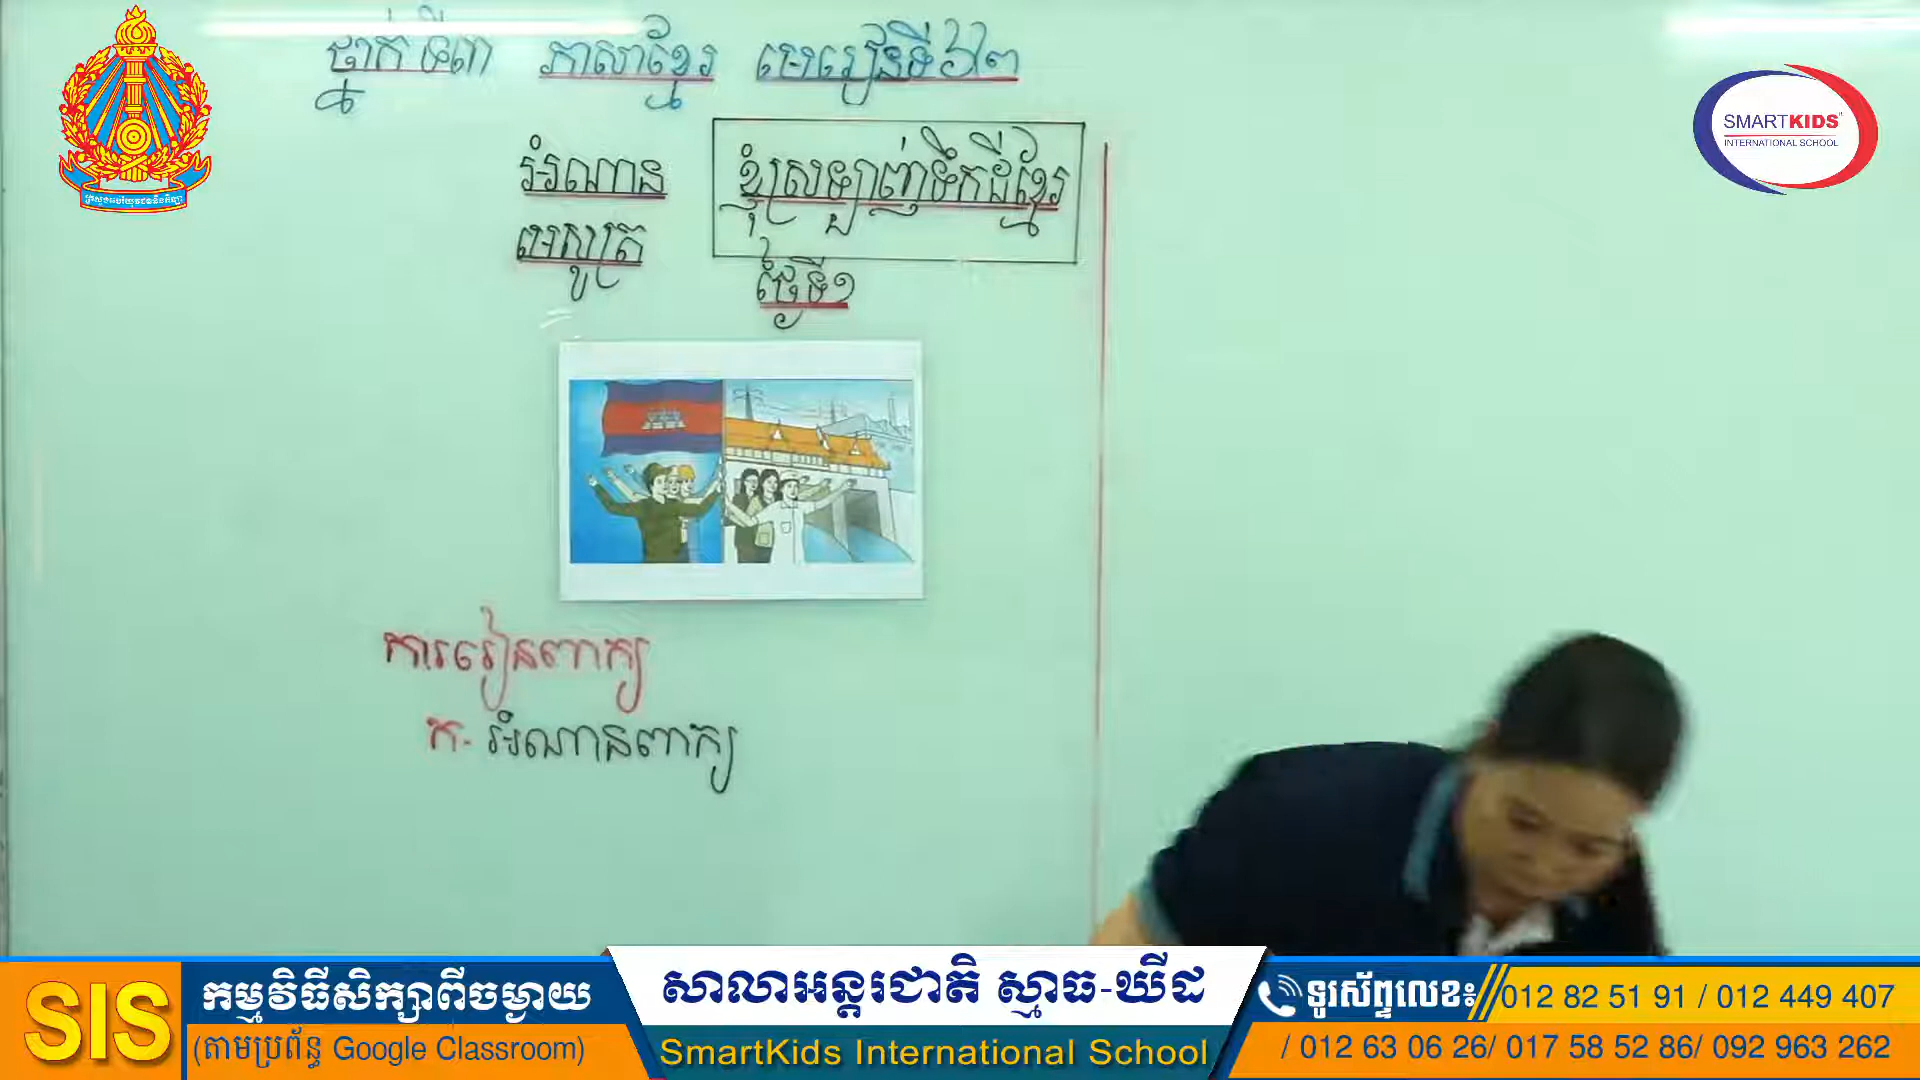 ថ្នាក់ទី៣ ភាសាខ្មែរ មេរៀនទី៦៣
អំណាន ខ្ញុំស្រឡាញ់ទឹកដីខ្មែរ
មេសូត្រ ថ្ងៃទី១
ការរៀនពាក្យ
ក- អំណានពាក្យ
SMARTKIDS
INTERNATIONAL SCHOOL
SIS
កម្មវិធីសិក្សាពីចម្ងាយ
(តាមប្រព័ន្ធ Google Classroom)
សាលាអន្តរជាតិ ស្មាធ-ឃីដ
SmartKids International School
ទូរស័ព្ទលេខ៖ 012 82 51 91 / 012 449 407
/ 012 63 06 26/ 017 58 52 86/ 092 963 262